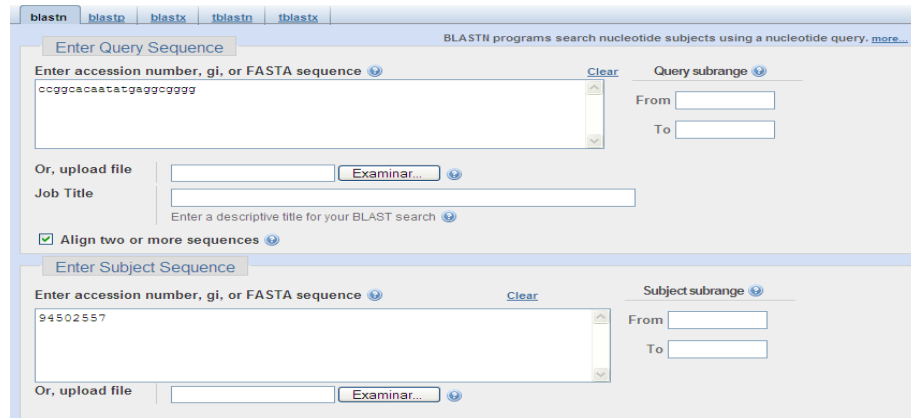 blastn blastp blastx tblastn tblastx
BLASTN programs search nucleotide subjects using a nucleotide query. more...
Enter Query Sequence
Enter accession number, gi, or FASTA sequence Clear Query subrange
ccggcacaatatgaggcgggg
From
To
Or, upload file Examinar...
Job Title
Enter a descriptive title for your BLAST search
Align two or more sequences
Enter Subject Sequence
Enter accession number, gi, or FASTA sequence Clear Subject subrange
94502557
From
To
Or, upload file Examinar...